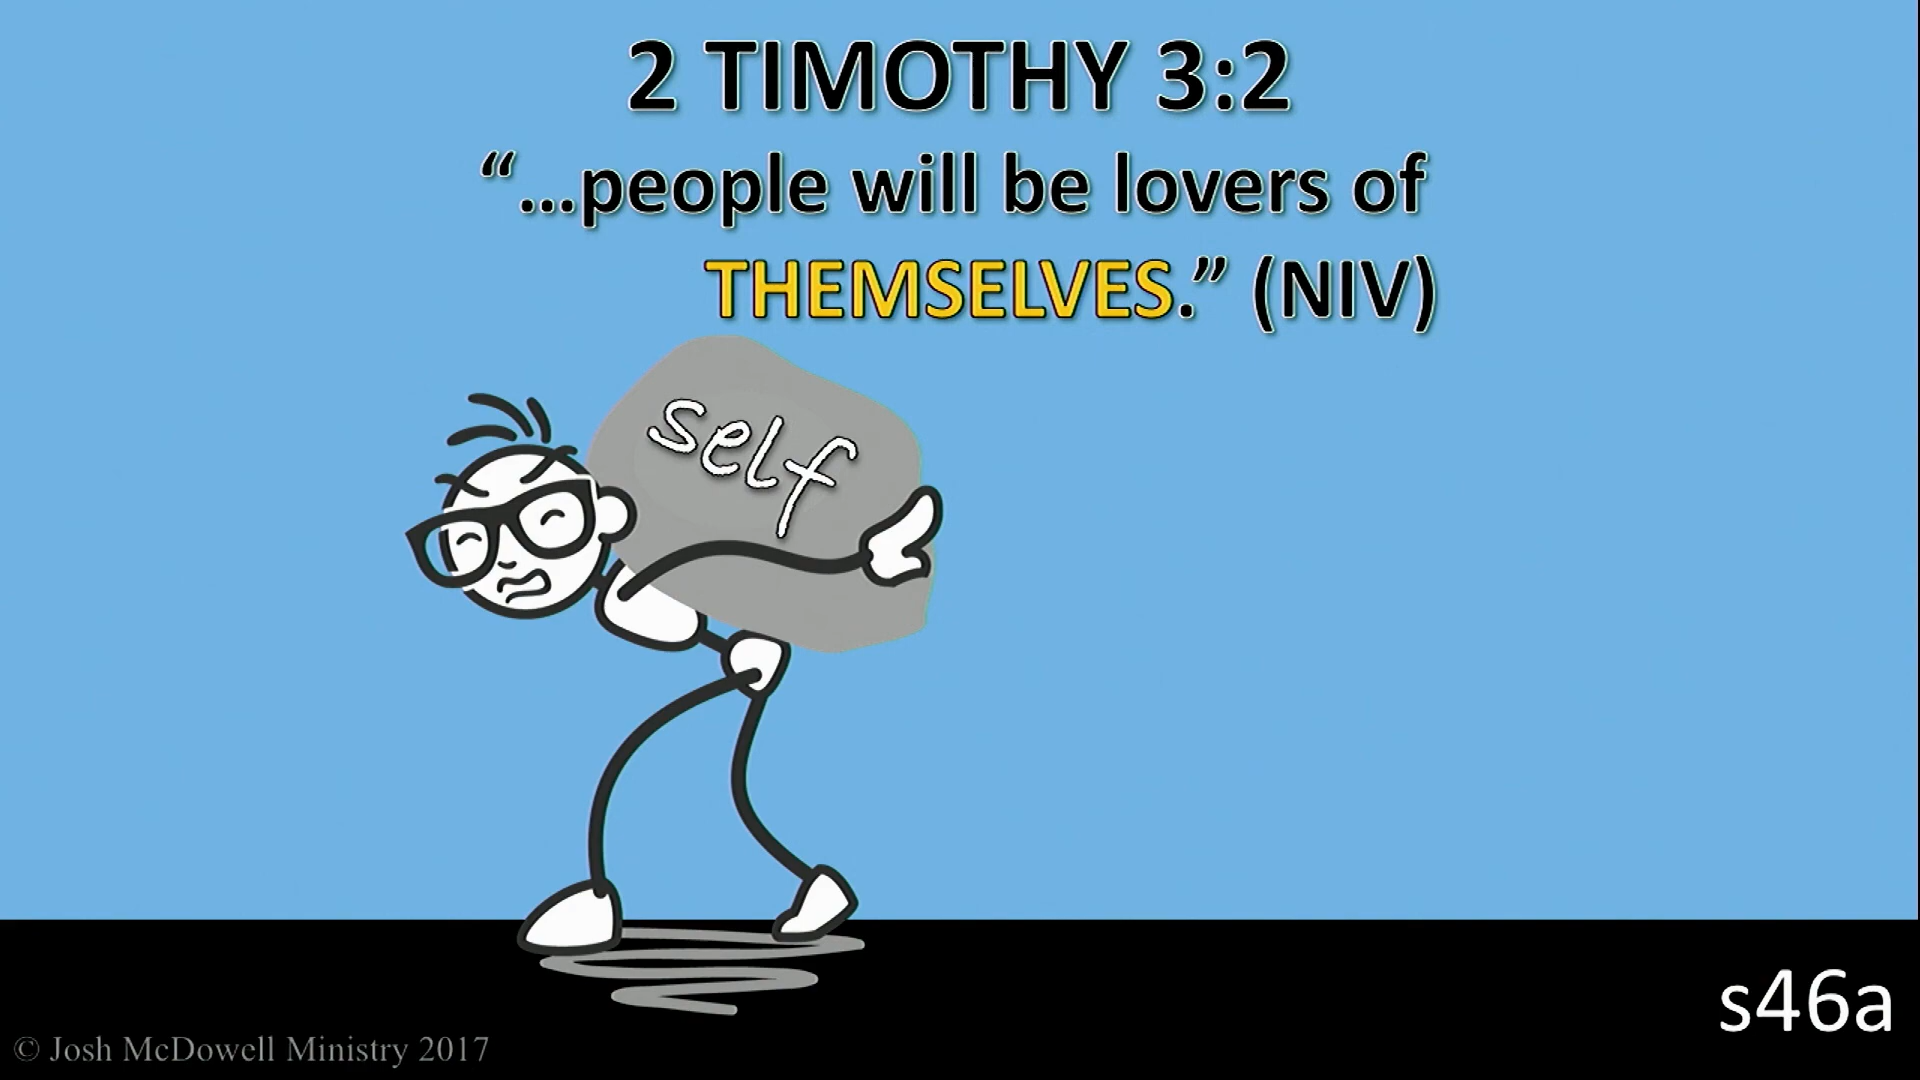 2 TIMOTHY 3:2
“...people will be lovers of
THEMSELVES.” (NIV)
self
s46a
© Josh McDowell Ministry 2017